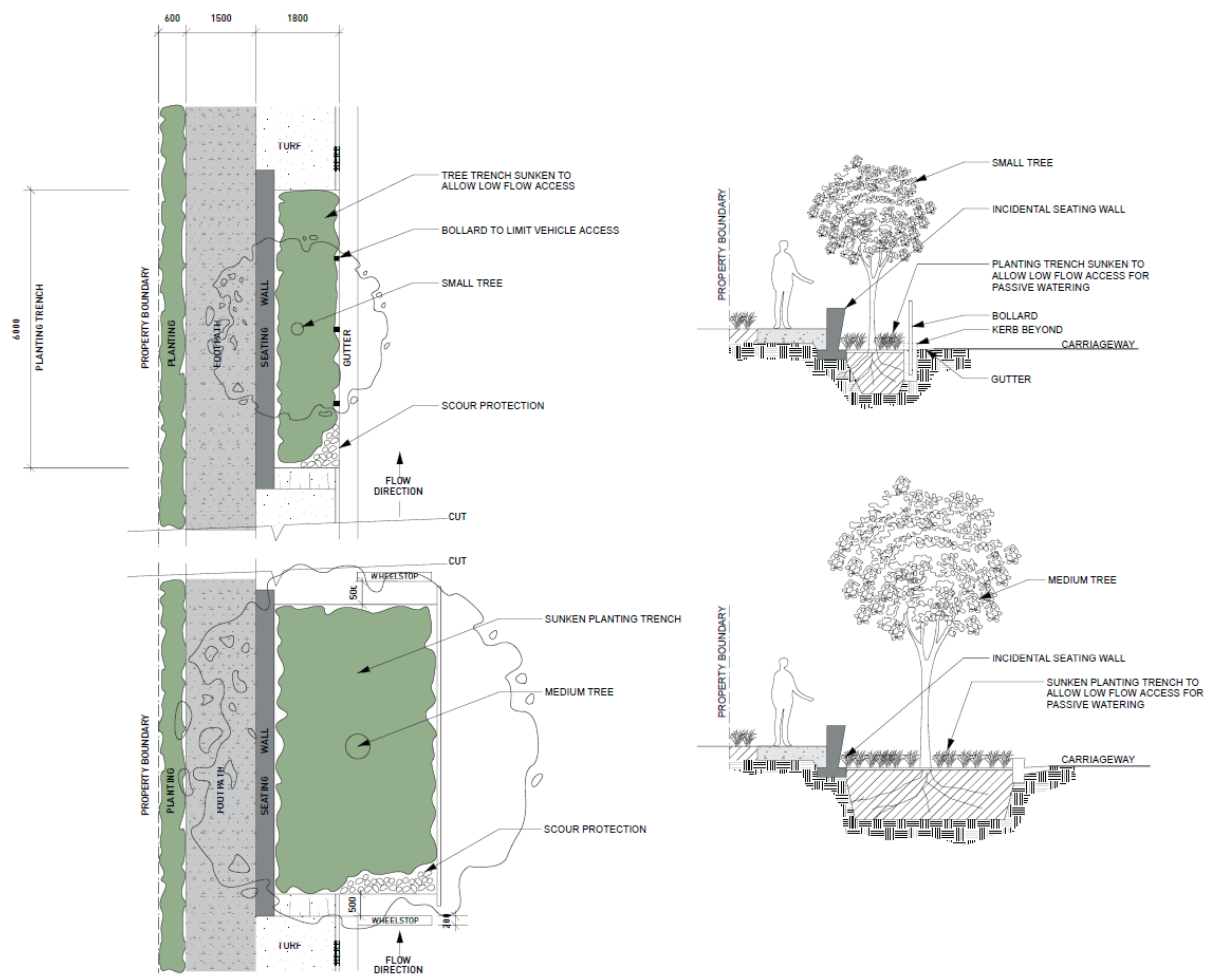 600
1500
1800
TURF
KERB
TREE TRENCH SUNKEN TO
ALLOW LOW FLOW ACCESS
BOLLARD TO LIMIT VEHICLE ACCESS
SMALL TREE
6000
PLANTING TRENCH
PROPERTY BOUNDARY
PLANTING
FOOTPATH
SEATING WALL
GUTTER
SCOUR PROTECTION
FLOW
DIRECTION
CUT
CUT
WHEELSTOP
500
SUNKEN PLANTING TRENCH
MEDIUM TREE
PROPERTY BOUNDARY
PLANTING
FOOTPATH
SEATING WALL
SCOUR PROTECTION
500
WHEELSTOP
200
TURF
KERB
FLOW
DIRECTION
SMALL TREE
INCIDENTAL SEATING WALL
PROPERTY BOUNDARY
PLANTING TRENCH SUNKEN TO
ALLOW LOW FLOW ACCESS FOR
PASSIVE WATERING
BOLLARD
KERB BEYOND
CARRIAGEWAY
GUTTER
MEDIUM TREE
PROPERTY BOUNDARY
INCIDENTAL SEATING WALL
SUNKEN PLANTING TRENCH TO
ALLOW LOW FLOW ACCESS FOR
PASSIVE WATERING
CARRIAGEWAY